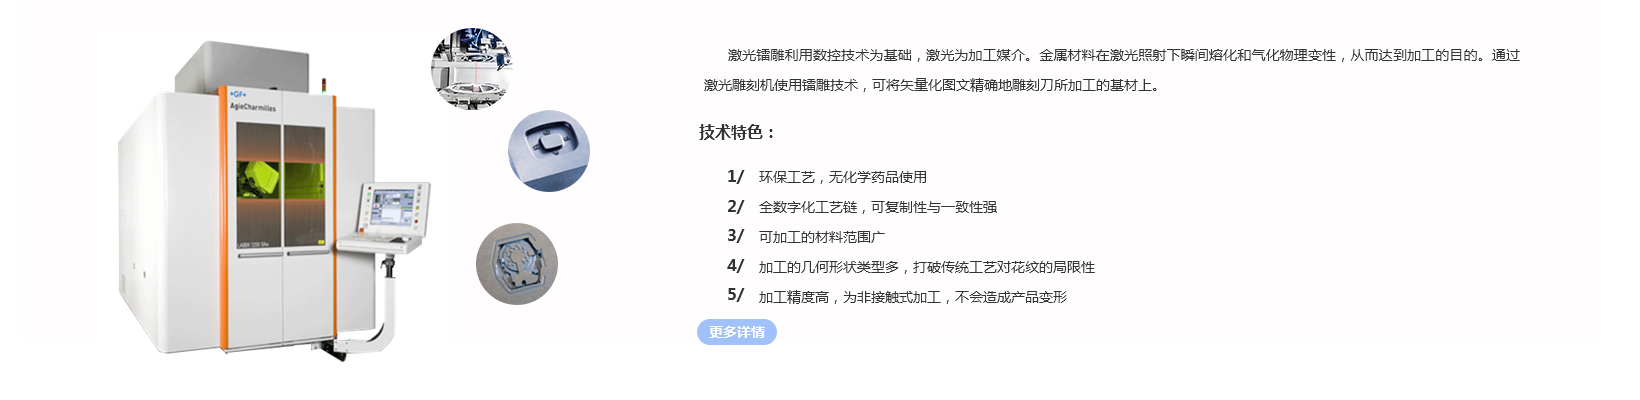 +GF+
AgieCharmilles
LASER 1200 5Ax
激光镭雕利用数控技术为基础，激光为加工媒介。金属材料在激光照射下瞬间熔化和气化物理变性，从而达到加工的目的。通过
激光雕刻机使用镭雕技术，可将矢量化图文精确地雕刻刀所加工的基材上。
技术特色：
1/ 环保工艺，无化学药品使用
2/ 全数字化工艺链，可复制性与一致性强
3/ 可加工的材料范围广
4/ 加工的几何形状类型多，打破传统工艺对花纹的局限性
5/ 加工精度高，为非接触式加工，不会造成产品变形
更多详情